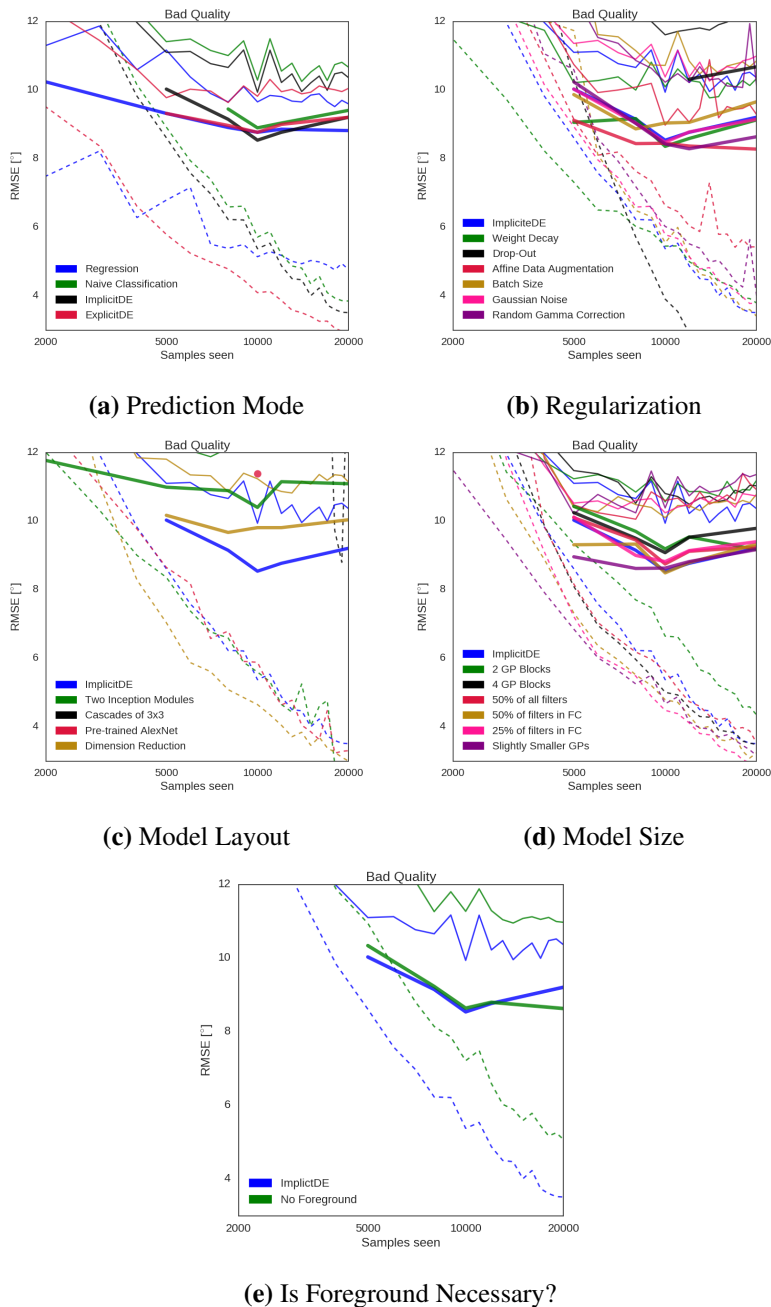 Bad Quality
12
10
8
6
4
RMSE [°]
Regression
Naive Classification
ImplicitDE
ExplicitDE
2000 5000 10000 20000
Samples seen
(a) Prediction Mode
Bad Quality
12
10
8
6
4
RMSE [°]
ImpliciteDE
Weight Decay
Drop-Out
Affine Data Augmentation
Batch Size
Gaussian Noise
Random Gamma Correction
2000 5000 10000 20000
Samples seen
(b) Regularization
Bad Quality
12
10
8
6
4
RMSE [°]
ImplicitDE
Two Inception Modules
Cascades of 3x3
Pre-trained AlexNet
Dimension Reduction
2000 5000 10000 20000
Samples seen
(c) Model Layout
Bad Quality
12
10
8
6
4
RMSE [°]
ImplicitDE
2 GP Blocks
4 GP Blocks
50% of all filters
50% of filters in FC
25% of filters in FC
Slightly Smaller GPs
2000 5000 10000 20000
Samples seen
(d) Model Size
Bad Quality
12
10
8
6
4
RMSE [°]
ImplictDE
No Foreground
2000 5000 10000 20000
Samples seen
(e) Is Foreground Necessary?